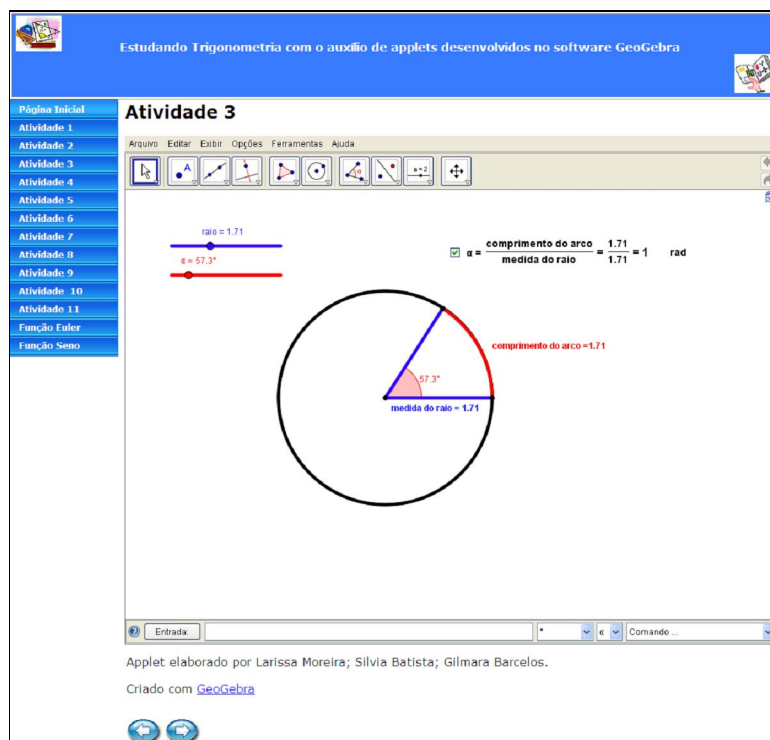 Estudando Trigonometria com o auxílio de applets desenvolvidos no software GeoGebra
Página Inicial
Atividade 1
Atividade 2
Atividade 3
Atividade 4
Atividade 5
Atividade 6
Atividade 7
Atividade 8
Atividade 9
Atividade 10
Atividade 11
Função Euler
Função Seno
Atividade 3
Arquivo Editar Exibir Opções Ferramentas Ajuda
A
a=2
raio = 1.71
α = 57.3°
α = comprimento do arco / medida do raio = 1.71 / 1.71 = 1 rad
comprimento do arco =1.71
57.3°
medida do raio = 1.71
Entrada:
° α Comando ...
Applet elaborado por Larissa Moreira; Silvia Batista; Gilmara Barcelos.
Criado com GeoGebra